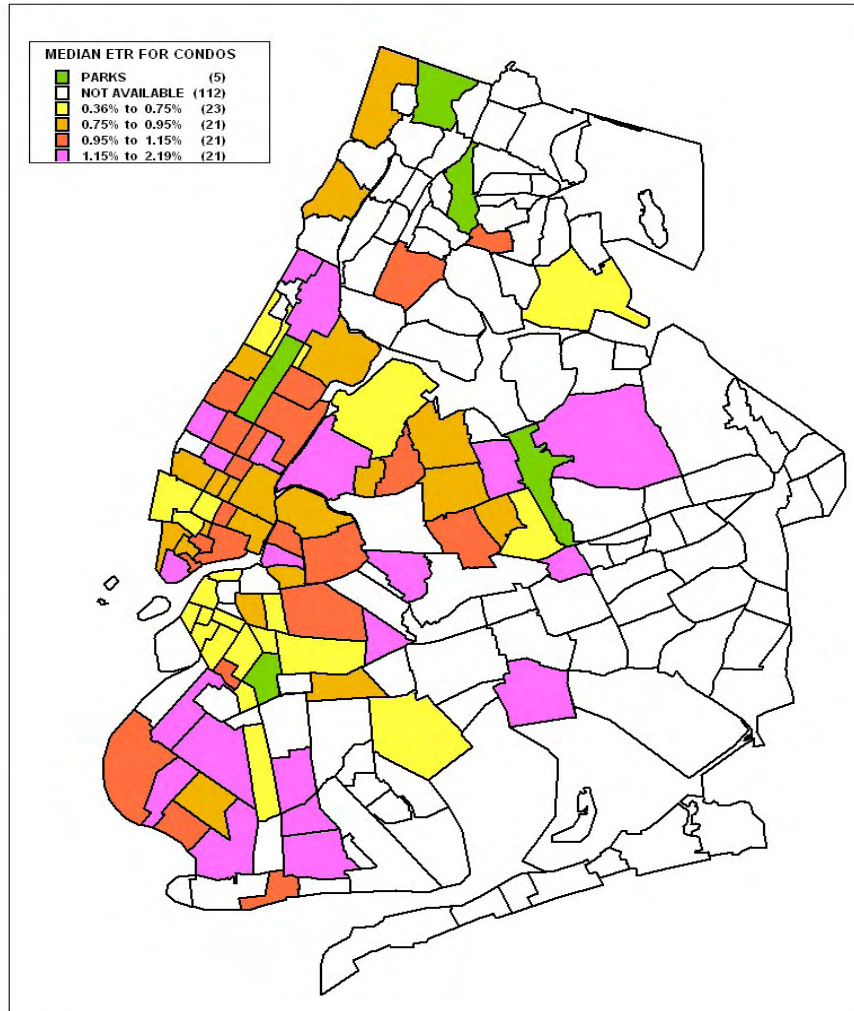 MEDIAN ETR FOR CONDOS
PARKS (5)
NOT AVAILABLE (112)
0.36% to 0.75% (23)
0.75% to 0.95% (21)
0.95% to 1.15% (21)
1.15% to 2.19% (21)